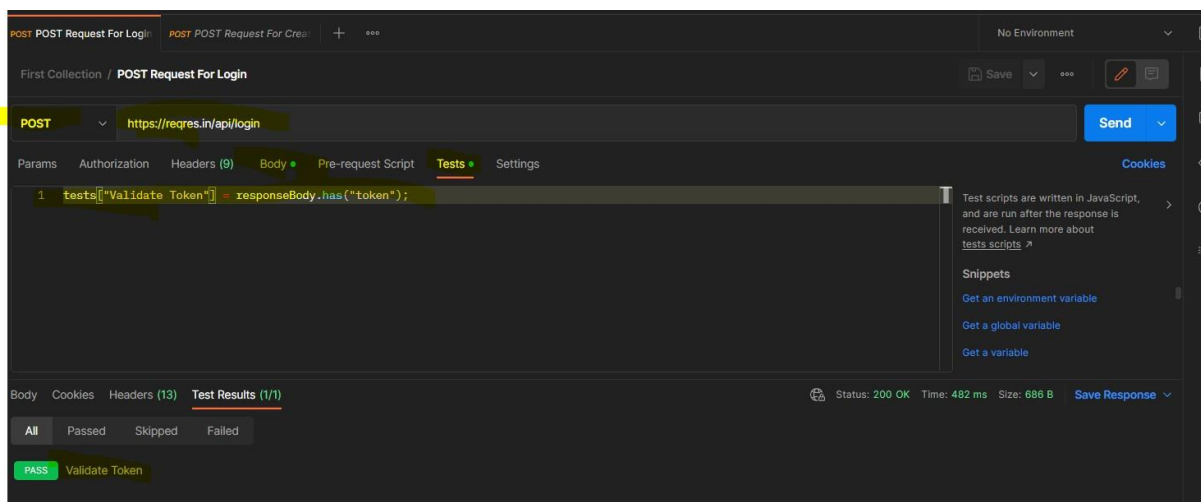 POST POST Request For Login POST POST Request For Crea + ooo No Environment
First Collection / POST Request For Login Save ooo
POST https://reqres.in/api/login Send
Params Authorization Headers (9) Body Pre-request Script Tests Settings Cookies
1 tests["Validate Token"] = responseBody.has("token");
Test scripts are written in JavaScript,
and are run after the response is
received. Learn more about
tests scripts ↗
Snippets
Get an environment variable
Get a global variable
Get a variable
Body Cookies Headers (13) Test Results (1/1) Status: 200 OK Time: 482 ms Size: 686 B Save Response
All Passed Skipped Failed
PASS Validate Token